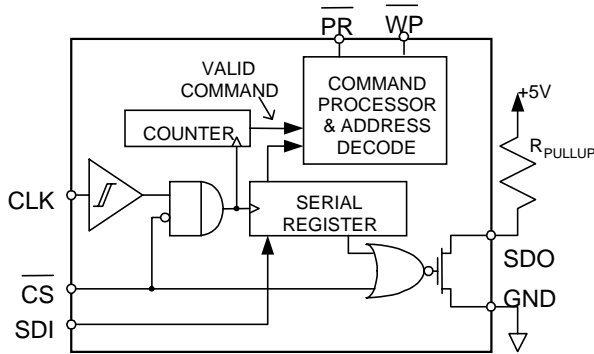 PR
WP
VALID
COMMAND
COMMAND
PROCESSOR
& ADDRESS
DECODE
+5V
COUNTER
RPULLUP
CLK
SERIAL
REGISTER
SDO
CS
GND
SDI